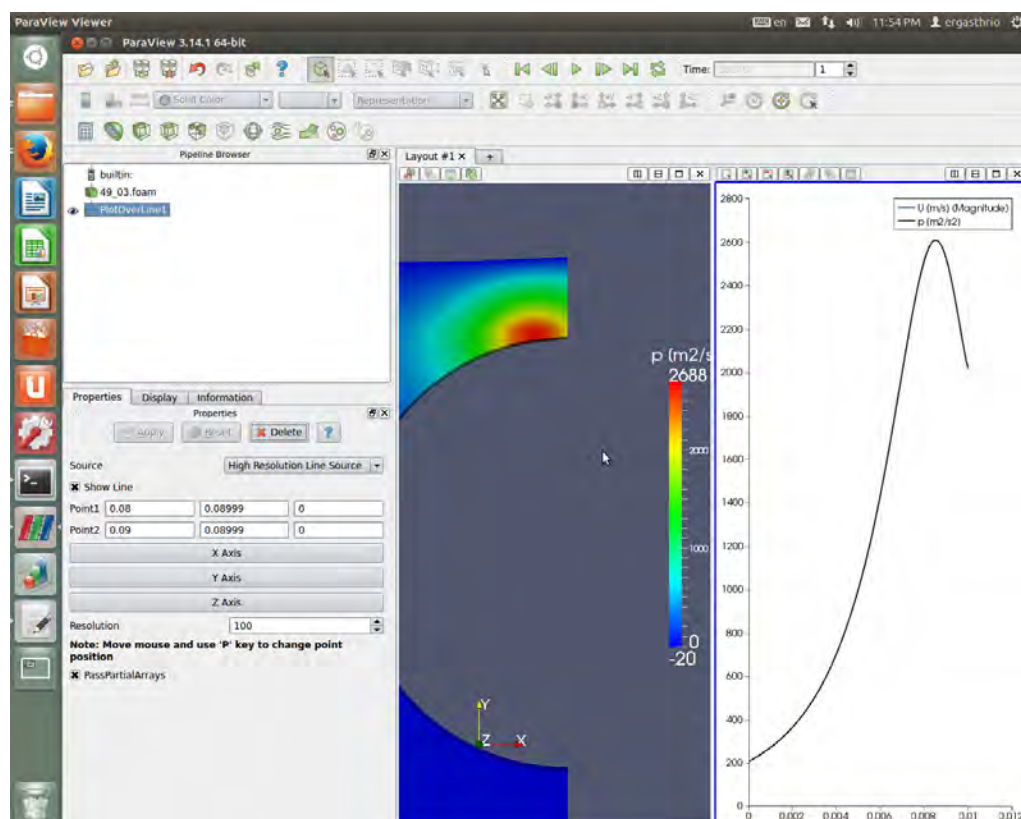 ParaView Viewer
en 11:54 PM ergasthrio
ParaView 3.14.1 64-bit
Time: 1
Solid Color Representation
Pipeline Browser
Layout #1 x +
builtin:
49_03.foam
PlotOverLine1
2800
2600
2400
2200
2000
1800
1600
1400
1200
1000
800
600
400
200
0
0 0.002 0.004 0.006 0.008 0.01 0.012
U (m/s) (Magnitude)
p (m2/s2)
p (m2/s
2688
2000
1000
0
-20
Y
Z X
Properties Display Information
Properties
Apply Reset Delete ?
Source High Resolution Line Source
Show Line
Point1 0.08 0.08999 0
Point2 0.09 0.08999 0
X Axis
Y Axis
Z Axis
Resolution 100
Note: Move mouse and use 'P' key to change point
position
PassPartialArrays